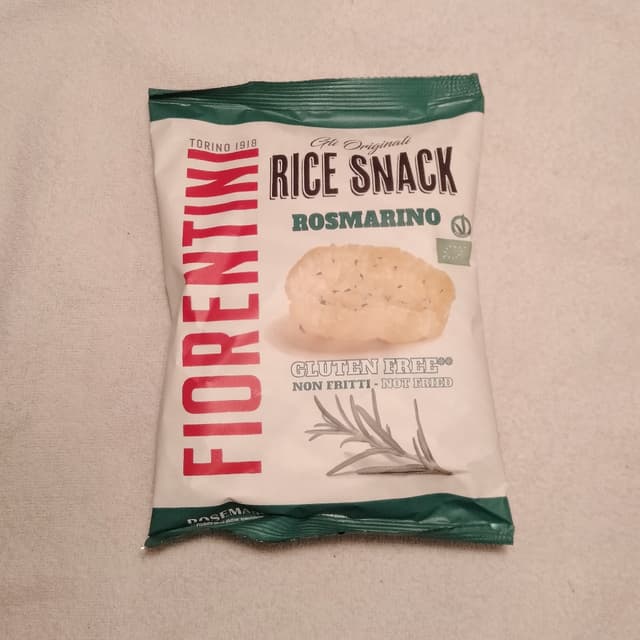 TORINO 1918
FIORENTINI
Gli Originali
RICE SNACK
ROSMARINO
GLUTEN FREE**
NON FRITTI - NOT FRIED